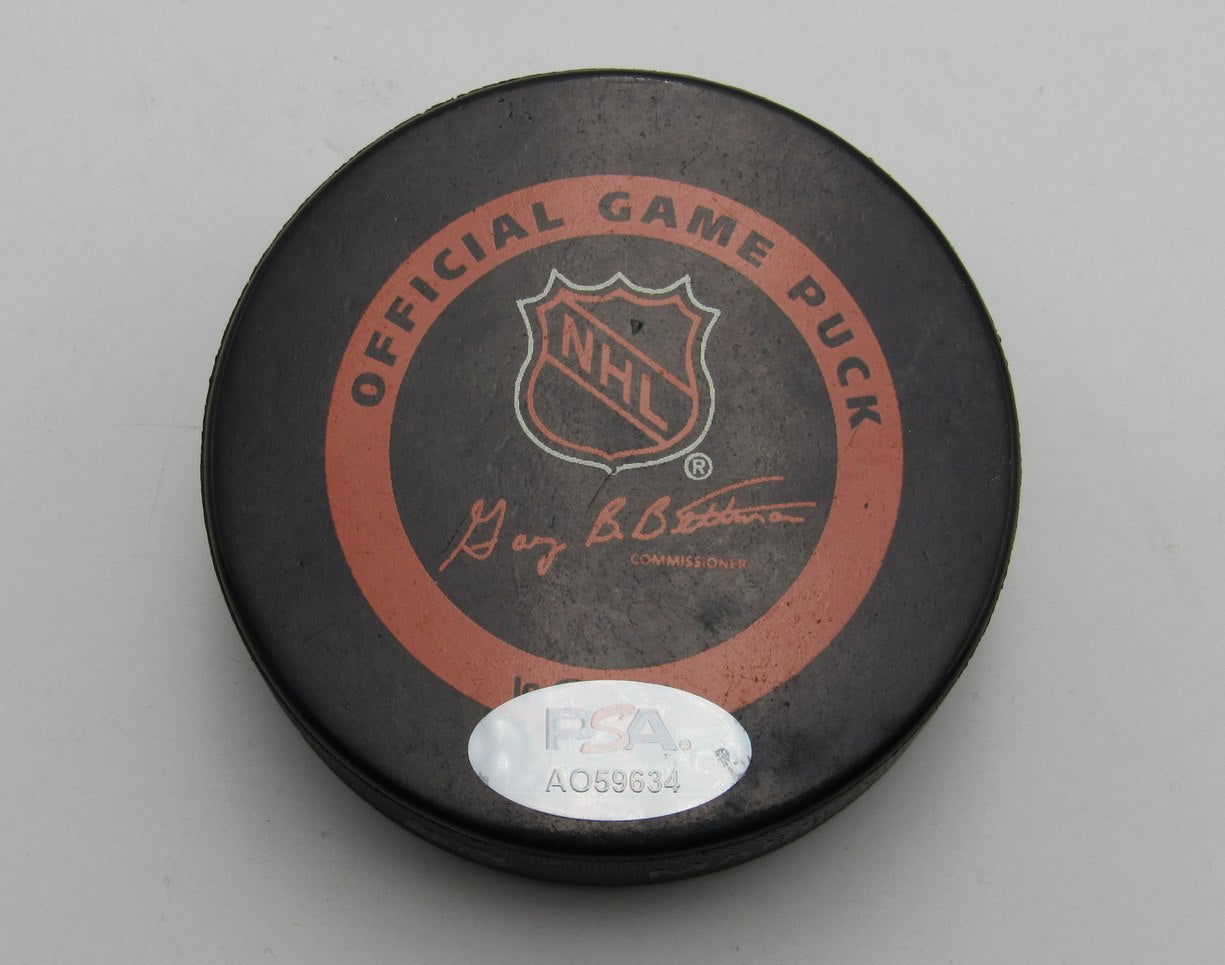 OFFICIAL GAME PUCK
NHL
®
Gary B. Bettman
COMMISSIONER
PSA®
AO59634